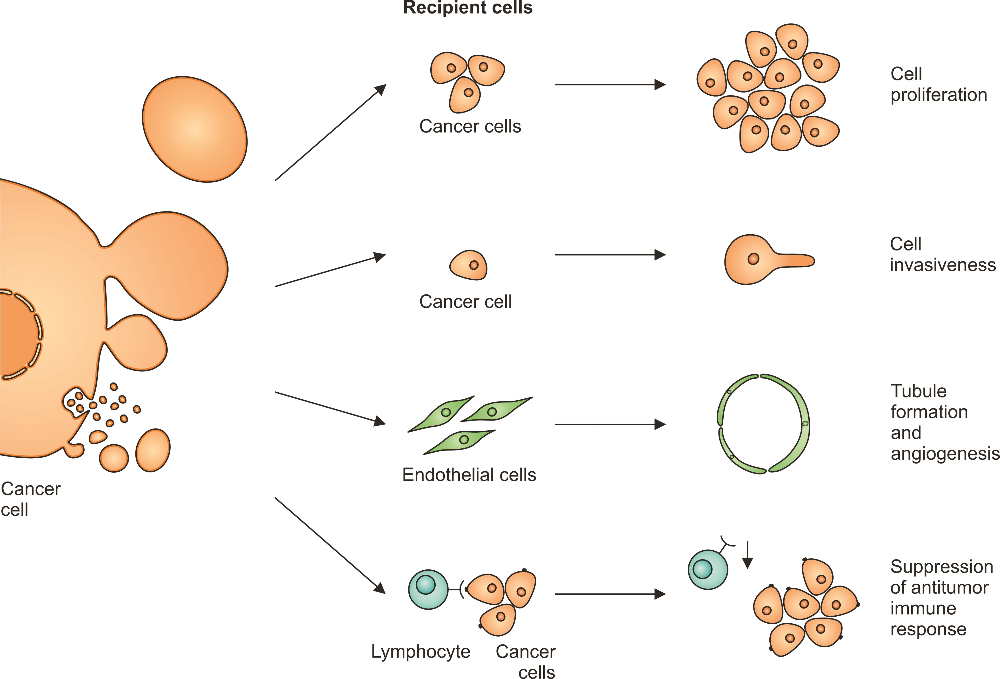 Recipient cells
Cancer cells
Cell
proliferation
Cancer cell
Cell
invasiveness
Endothelial cells
Tubule
formation
and
angiogenesis
Cancer
cell
Lymphocyte
Cancer
cells
Suppression
of antitumor
immune
response